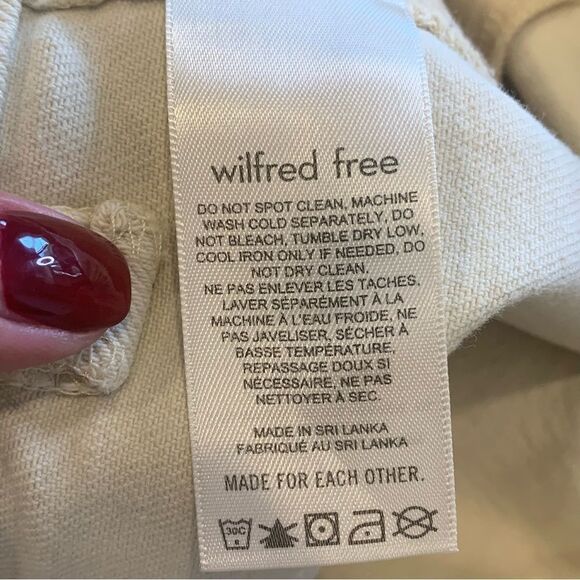 wilfred free
DO NOT SPOT CLEAN, MACHINE
WASH COLD SEPARATELY, DO
NOT BLEACH, TUMBLE DRY LOW,
COOL IRON ONLY IF NEEDED, DO
NOT DRY CLEAN.
NE PAS ENLEVER LES TACHES,
LAVER SÉPARÉMENT À LA
MACHINE À L'EAU FROIDE, NE
PAS JAVELISER, SÉCHER À
BASSE TEMPÉRATURE,
REPASSAGE DOUX SI
NÉCESSAIRE, NE PAS
NETTOYER À SEC.
MADE IN SRI LANKA
FABRIQUÉ AU SRI LANKA
MADE FOR EACH OTHER.
30C